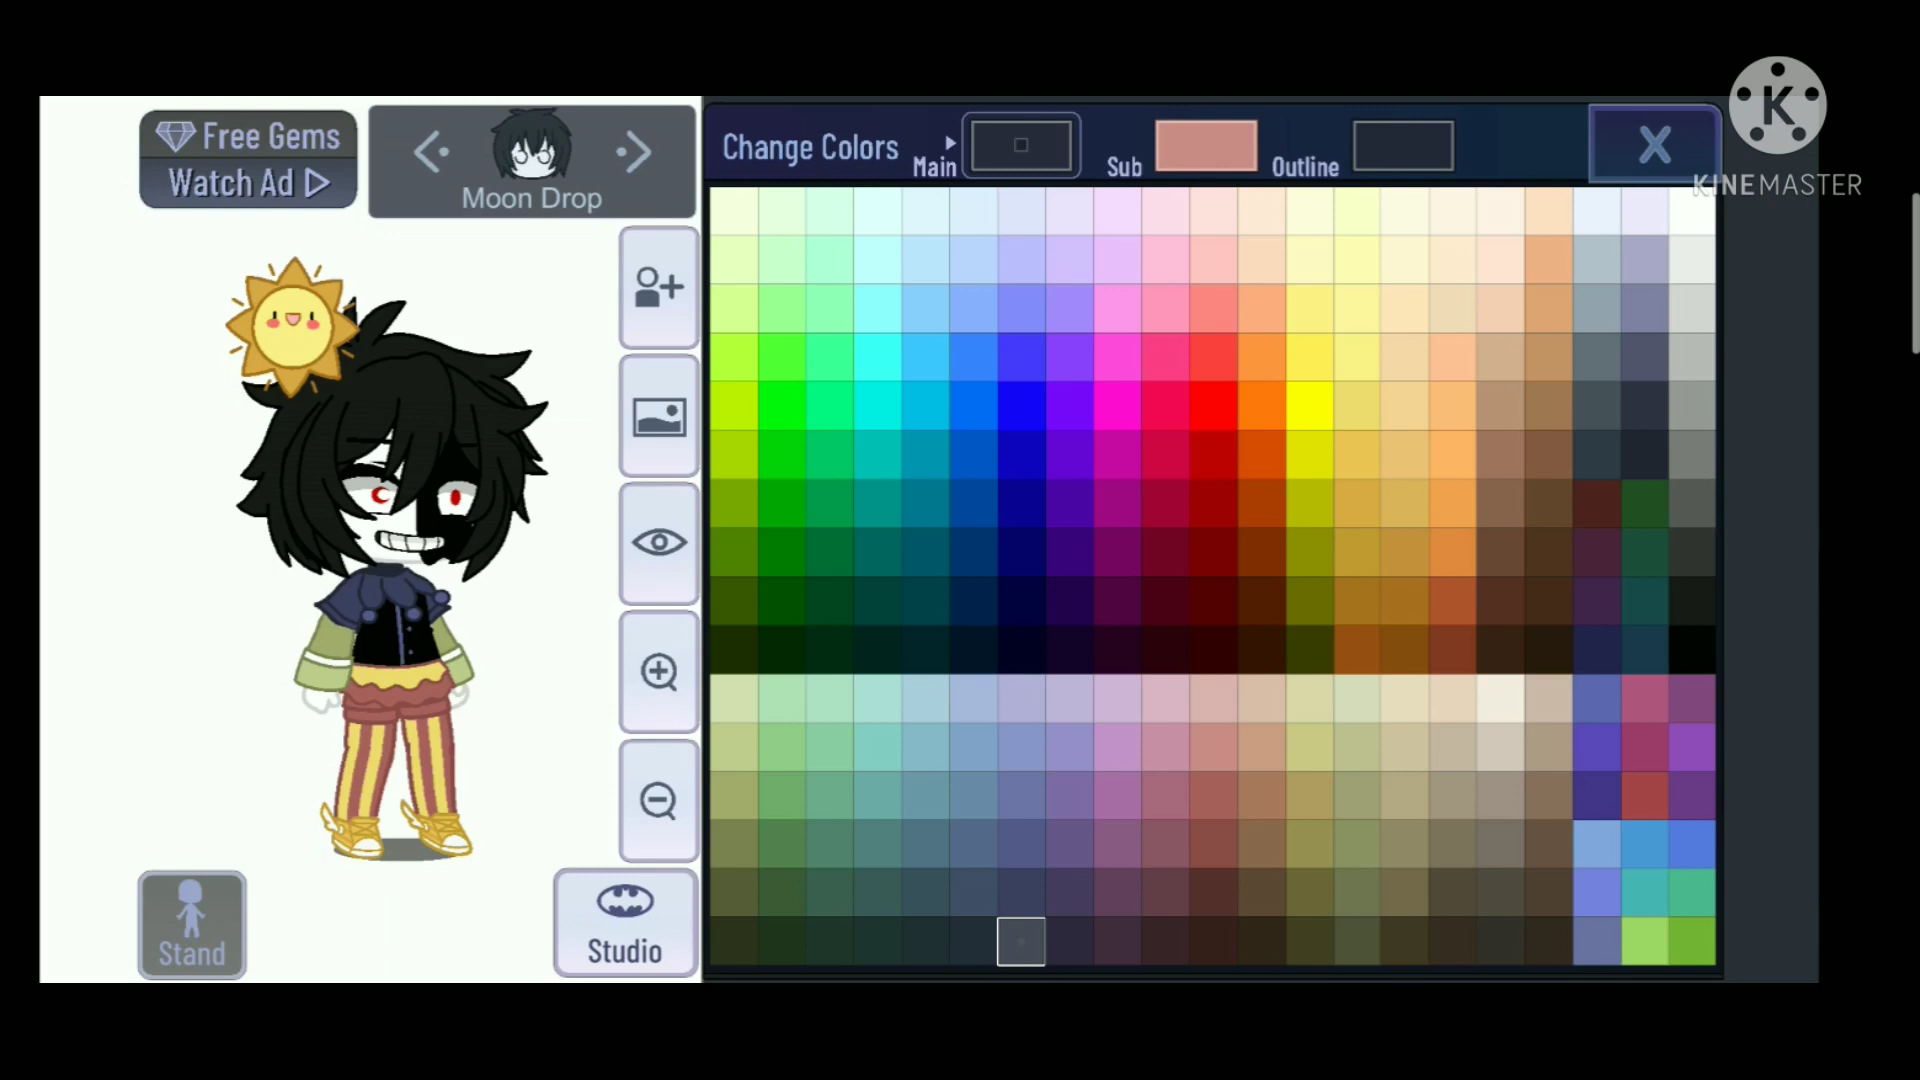 Free Gems
Watch Ad
Moon Drop
Change Colors
Main
Sub
Outline
X
K
KINEMASTER
Stand
Studio